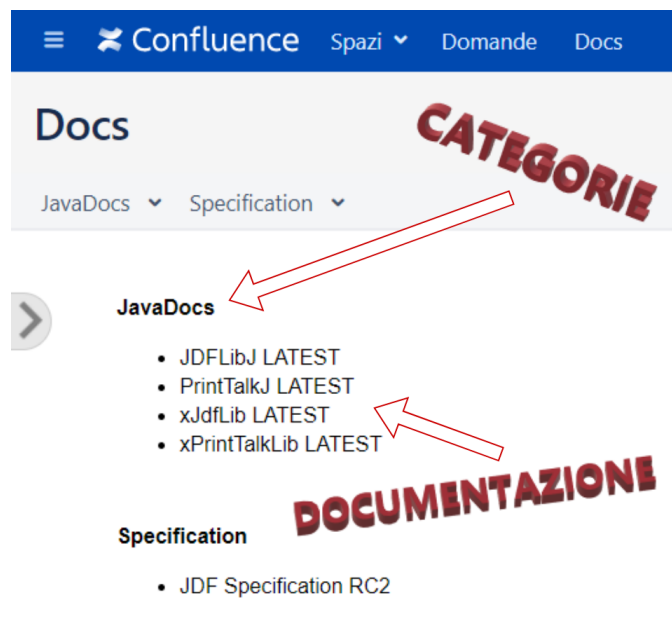 Confluence Spazi Domande Docs
Docs
CATEGORIE
JavaDocs Specification
JavaDocs
• JDFLibJ LATEST
• PrintTalkJ LATEST
• xJdfLib LATEST
• xPrintTalkLib LATEST
DOCUMENTAZIONE
Specification
• JDF Specification RC2